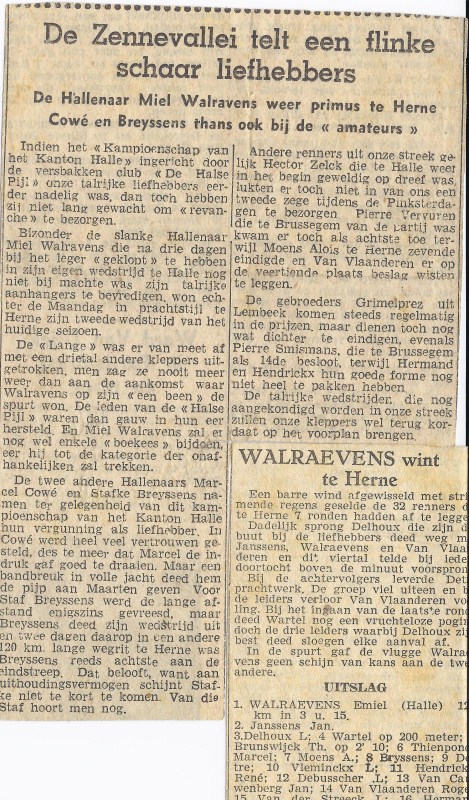 De Zennevallei telt een flinke
schaar liefhebbers
De Hallenaar Miel Walravens weer primus te Herne
Cowé en Breyssens thans ook bij de « amateurs »
Indien het « Kampioenschap van
het Kanton Halle» ingericht door
de versbakken club «De Halse
Pijl» onze talrijke liefhebbers eer-
der nadelig was, dan toch hebben
zij niet lang gewacht om «revan-
che» te bezorgen.
Bizonder de slanke Hallenaar
Miel Walravens die na drie dagen
bij het leger «geklopt» te hebben
in zijn eigen wedstrijd te Halle nog
niet bij machte was zijn talrijke
aanhangers te bevredigen, won ech-
ter de Maandag in prachtstijl te
Herne zijn tweede wedstrijd van het
huidige seizoen.
De «Lange» was er van meet af
met een drietal andere kleppers uit-
getrokken, men zag ze nooit meer
weer dan aan de aankomst waar
Walravens op zijn «een been» de
spurt won. De leden van de «Halse
Pijl» waren dan gauw in hun eer
hersteld. En Miel Walravens zal er
nog wel enkele «boekees» bijdoen,
eer hij tot de kategorie der onaf-
hankelijken zal trekken.
De twee andere Hallenaars Mar-
cel Cowé en Stafke Breyssens na-
men ter gelegenheid van dit kam-
pioenschap van het Kanton Halle
hun vergunning als liefhebber. In
Cowé werd heel veel vertrouwen ge-
steld, des te meer dat Marcel de in-
druk gaf goed te draaien. Maar een
bandbreuk in volle jacht deed hem
de pijp aan Maarten geven Voor
Staf Breyssens werd de lange af-
stand enigszins gevreesd, maar
Breyssens deed zijn wedstrijd uit
en twee dagen daarop in een andere
120 km. lange wegrit te Herne was
Breyssens reeds achtste aan de
eindstreep. Dat belooft, want aan
uithoudingsvermogen schijnt Staf-
ke niet te kort te komen. Van die
Staf hoort men nog.
Andere renners uit onze streek ge-
lijk Hector Zelck die te Halle weer
in het begin geweldig op dreef was,
lukten er toch niet in van ons een
tweede zege tijdens de Pinksterda-
gen te bezorgen. Pierre Vervuren
die te Brussegem van de partij was
kwam er toch als achtste toe ter-
wijl Moens Aloïs te Herne zevende
eindigde en Van Vlaanderen er op
de veertiende plaats beslag wisten
te leggen.
De gebroeders Grimelprez uit
Lembeek komen steeds regelmatig
in de prijzen, maar dienen toch nog
wat dichter te eindigen, evenals
Pierre Smismans, die te Brussegem
als 14de besloot, terwijl Hermand
en Hendrickx hun goede form nog
niet heel te pakken hebben.
De talrijke wedstrijden, die nog
aangekondigd worden in onze streek
zullen onze kleppers wel terug kor-
daat op het voorplan brengen.
WALRAEVENS wint
te Herne
Een barre wind afgewisseld met
mende regens geselde de 32 renners d
te Herne 7 ronden hadden af te legge
Dadelijk sprong Delhoux die zijn
buut bij de liefhebbers deed weg m
Janssens, Walraevens en Van Vlaa
deren en dit viertal telde bij iedere
doortocht boven de minuut voorspron
Bij de achtervolgers leverde Det
prachtwerk. De groep viel uiteen en b
de leiders verloor Van Vlaanderen vo
ling. Bij het ingaan van de laatste rond
deed Wartel nog een vruchteloze pogin
doch de drie leiders waarbij Delhoux zi
best deed sloegen elke aanval af.
In de spurt gaf de vlugge Walrae
vens geen schijn van kans aan de twe
andere.
UITSLAG
1. WALRAEVENS Emiel (Halle) 12
km in 3 u. 15.
2. Janssens Jan.
3.Delhoux L; 4 Wartel op 200 meter;
Brunswijck Th. op 2' 10; 6 Thienpond
Marcel; 7 Moens A.; 8 Breyssens; 9 De
tre; 10 Vleminckx L; 11 Hendrick
René; 12 Debusscher L; 13 Van Ca
wenberg Jan; 14 Van Vlaanderen Roge
15 Van der Streeck L; 16 Herman